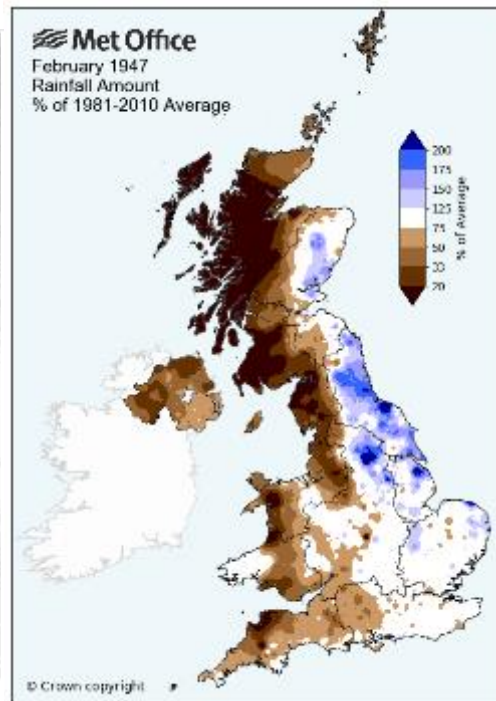 Met Office
February 1947
Rainfall Amount
% of 1981-2010 Average
200
175
150
125
75
50
33
20
% of Average
© Crown copyright